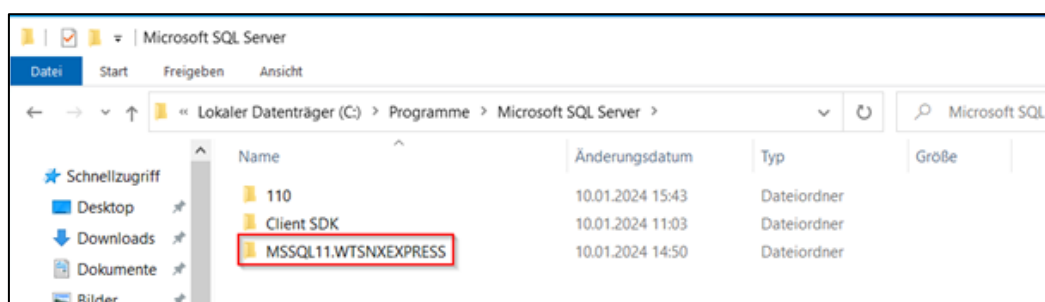 Microsoft SQL Server
Datei Start Freigeben Ansicht
« Lokaler Datenträger (C:) > Programme > Microsoft SQL Server > Microsoft SQL
Name Änderungsdatum Typ Größe
Schnellzugriff
110 10.01.2024 15:43 Dateiordner
Desktop
Client SDK 10.01.2024 11:03 Dateiordner
Downloads
MSSQL11.WTSNXEXPRESS 10.01.2024 14:50 Dateiordner
Dokumente
Bilder